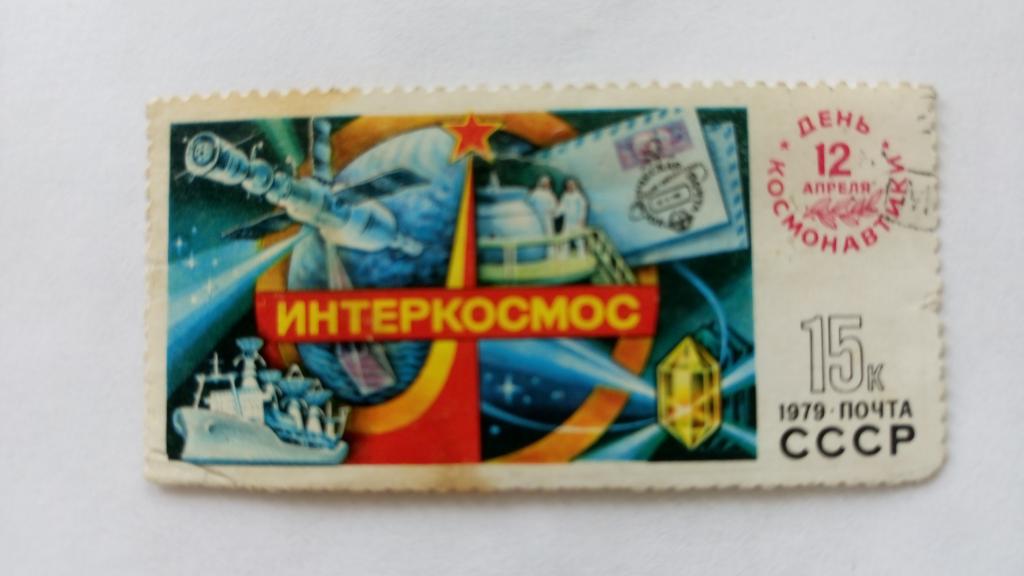 ИНТЕРКОСМОС
ДЕНЬ КОСМОНАВТИКИ
12
АПРЕЛЯ
15к
1979·ПОЧТА
СССР